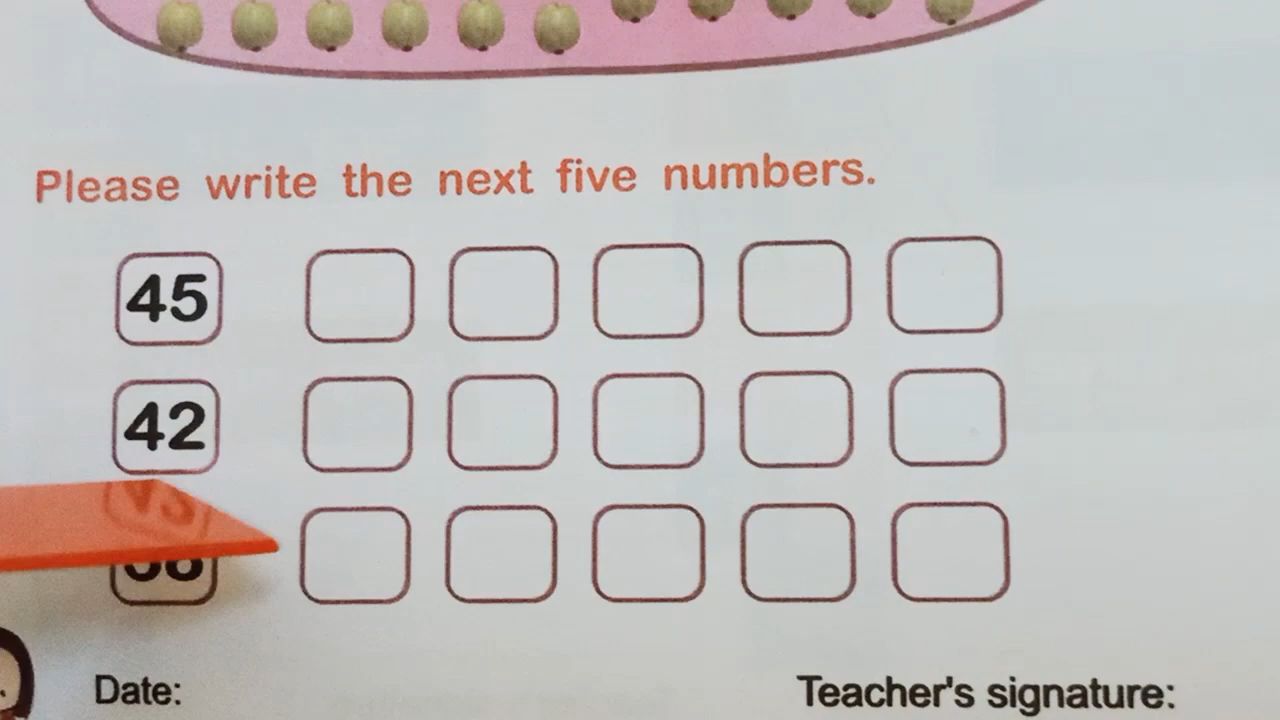 Please write the next five numbers.
45
42
Date:
Teacher's signature: